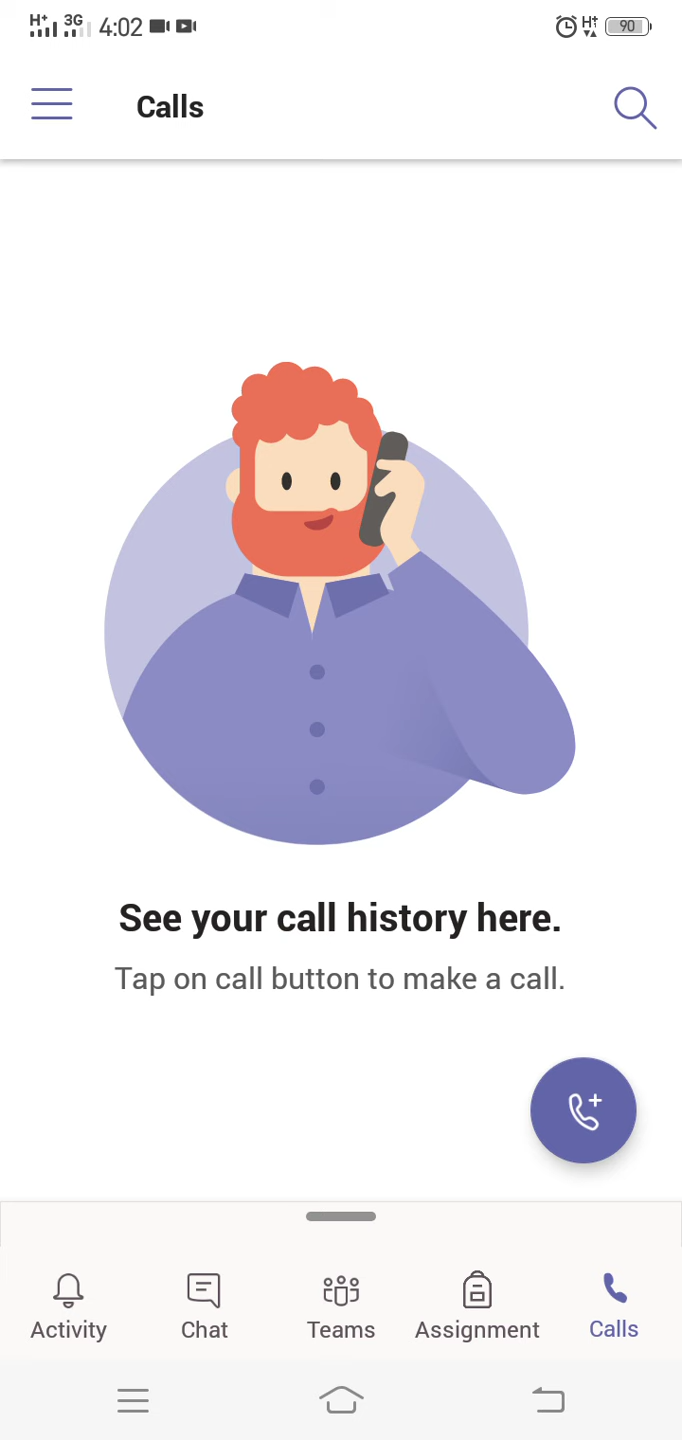 H+ 3G 4:02 H+ 90
Calls
See your call history here.
Tap on call button to make a call.
Activity Chat Teams Assignment Calls